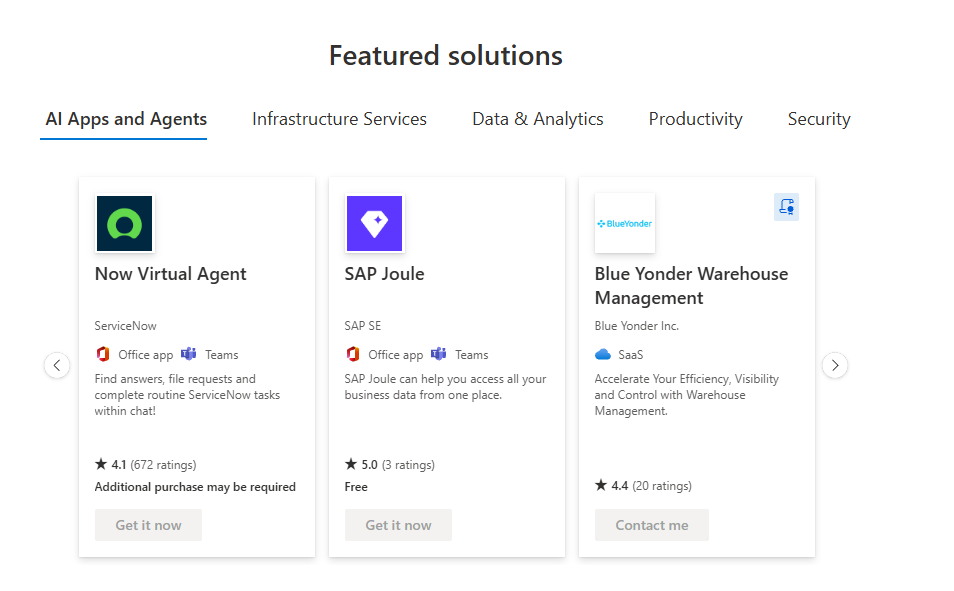 Featured solutions
AI Apps and Agents
Infrastructure Services
Data & Analytics
Productivity
Security
Now Virtual Agent
ServiceNow
Office app Teams
Find answers, file requests and
complete routine ServiceNow tasks
within chat!
4.1 (672 ratings)
Additional purchase may be required
Get it now
SAP Joule
SAP SE
Office app Teams
SAP Joule can help you access all your
business data from one place.
5.0 (3 ratings)
Free
Get it now
BlueYonder
Blue Yonder Warehouse
Management
Blue Yonder Inc.
SaaS
Accelerate Your Efficiency, Visibility
and Control with Warehouse
Management.
4.4 (20 ratings)
Contact me